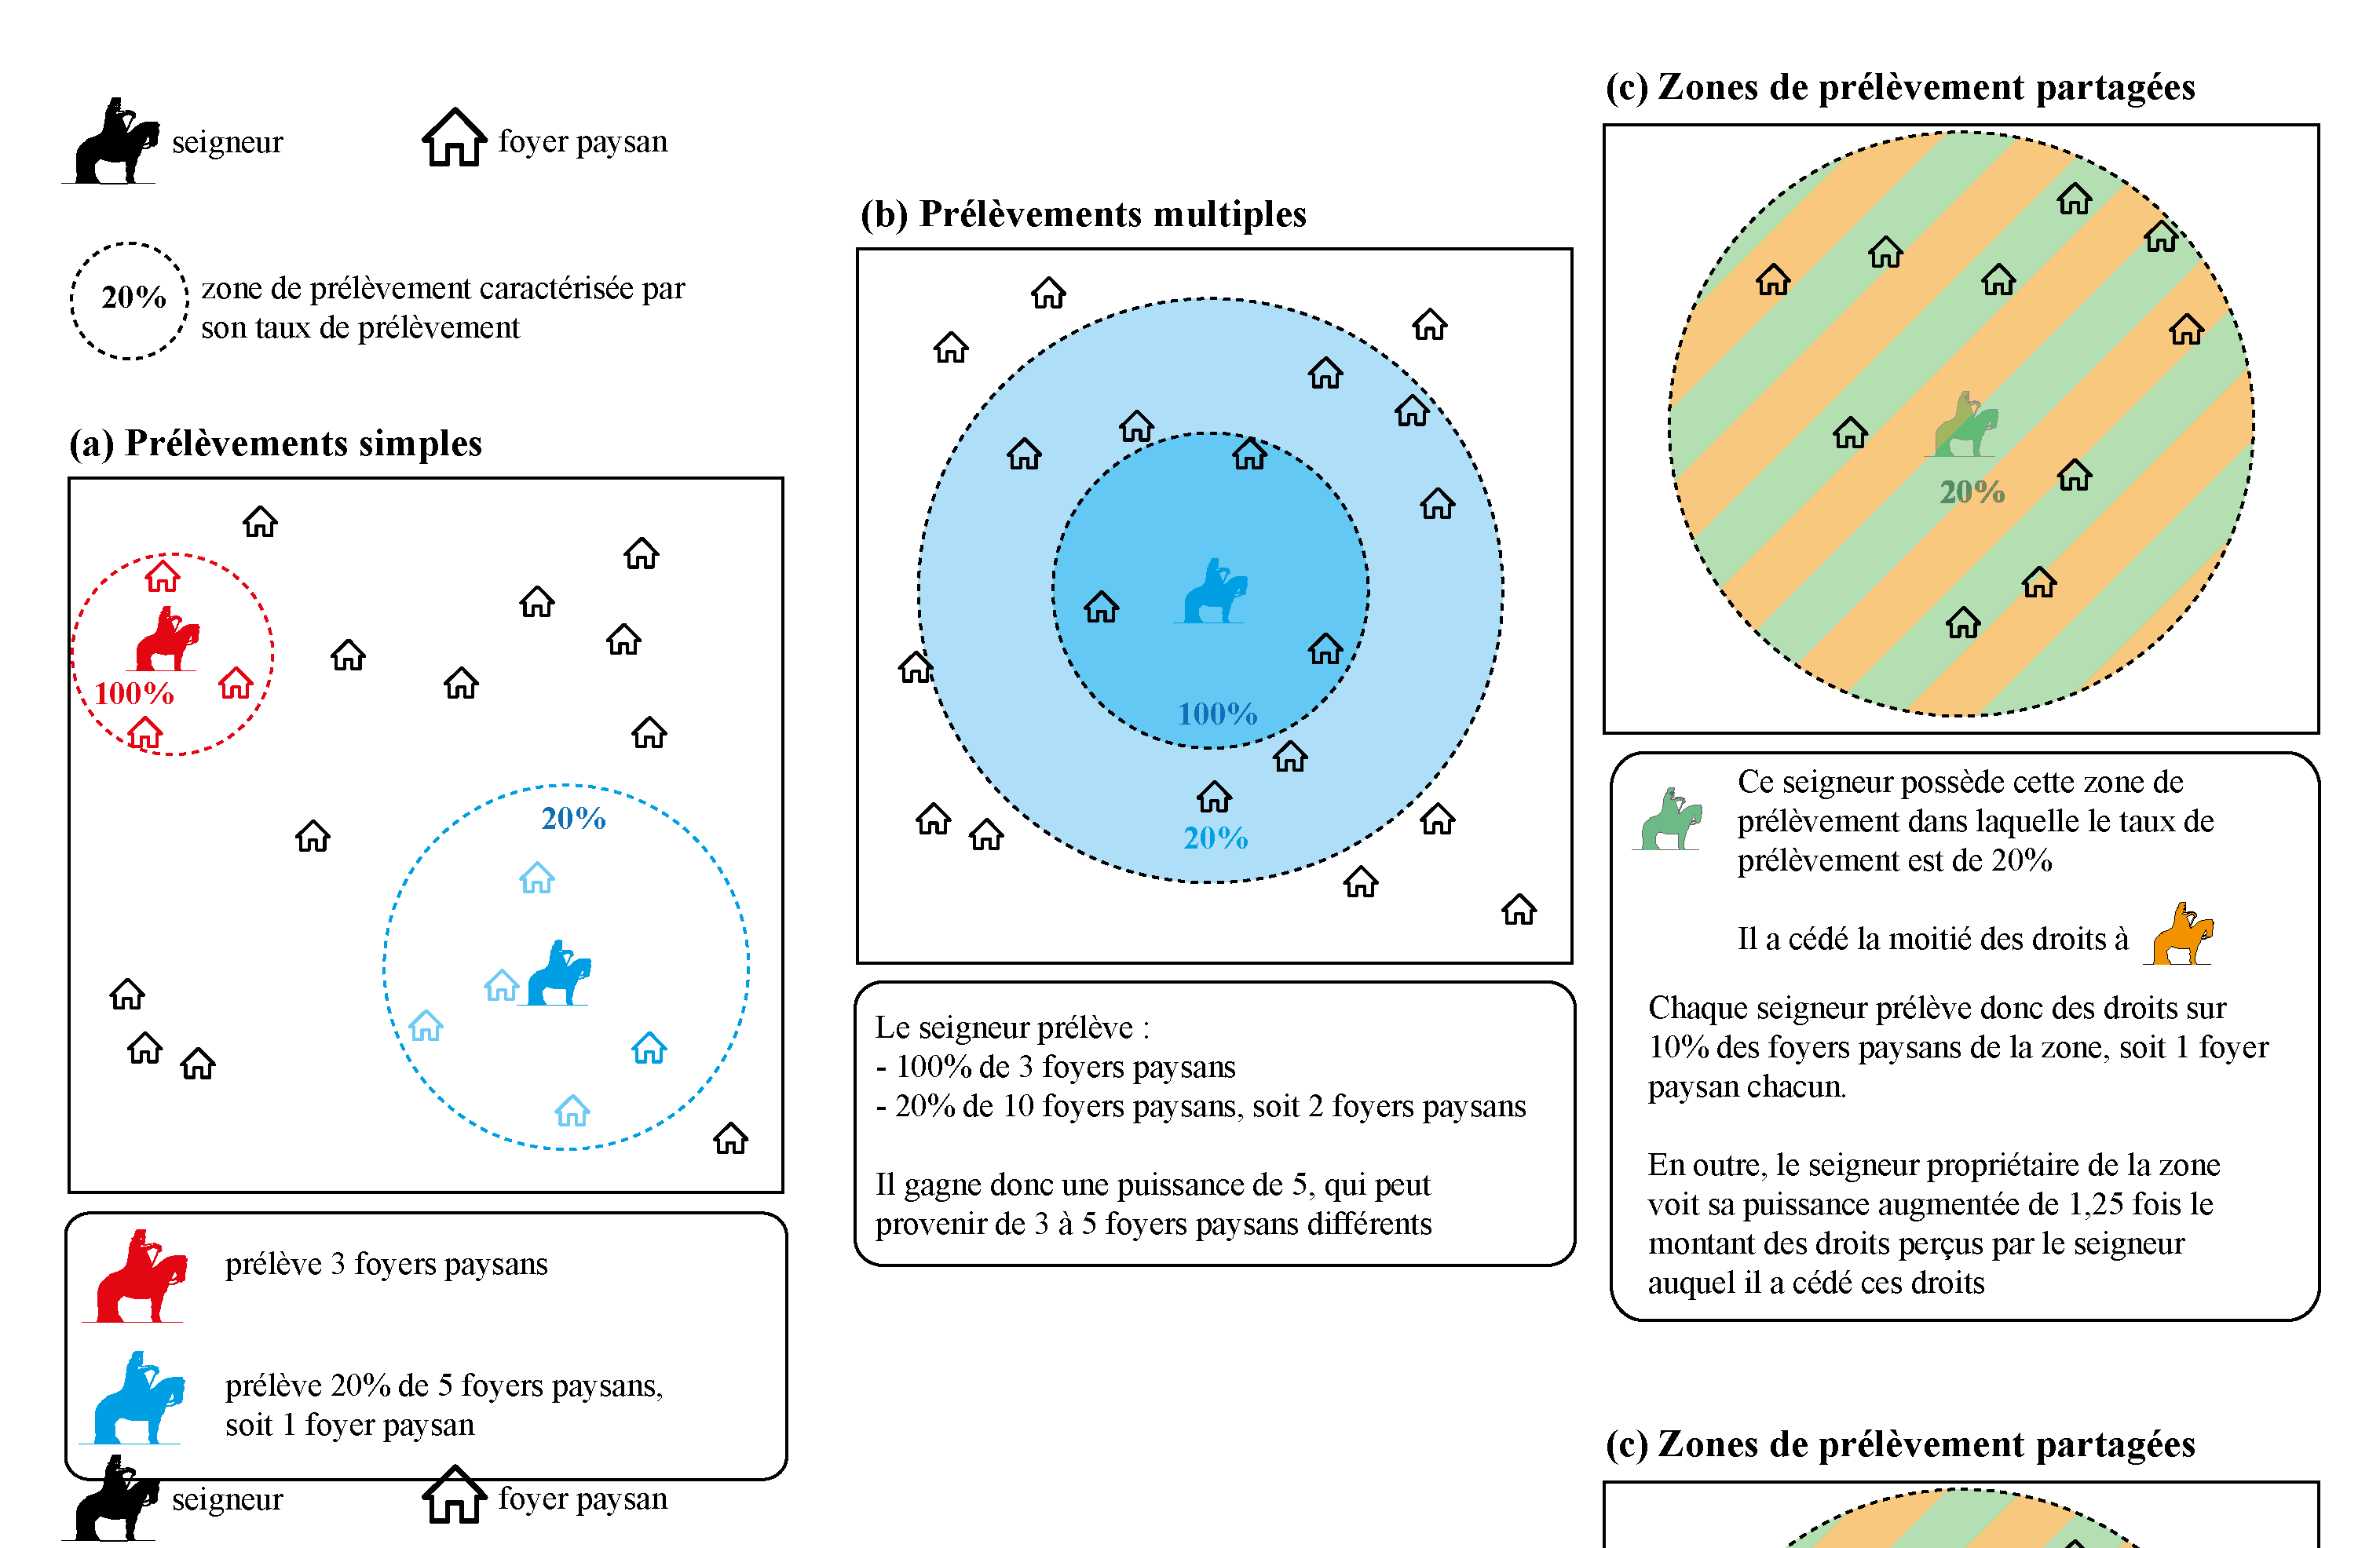 seigneur
foyer paysan
20%
zone de prélèvement caractérisée par
son taux de prélèvement
(a) Prélèvements simples
100%
20%
prélève 3 foyers paysans
prélève 20% de 5 foyers paysans,
soit 1 foyer paysan
seigneur
foyer paysan
(b) Prélèvements multiples
100%
20%
Le seigneur prélève :
- 100% de 3 foyers paysans
- 20% de 10 foyers paysans, soit 2 foyers paysans
Il gagne donc une puissance de 5, qui peut
provenir de 3 à 5 foyers paysans différents
(c) Zones de prélèvement partagées
20%
Ce seigneur possède cette zone de
prélèvement dans laquelle le taux de
prélèvement est de 20%
Il a cédé la moitié des droits à
Chaque seigneur prélève donc des droits sur
10% des foyers paysans de la zone, soit 1 foyer
paysan chacun.
En outre, le seigneur propriétaire de la zone
voit sa puissance augmentée de 1,25 fois le
montant des droits perçus par le seigneur
auquel il a cédé ces droits
(c) Zones de prélèvement partagées